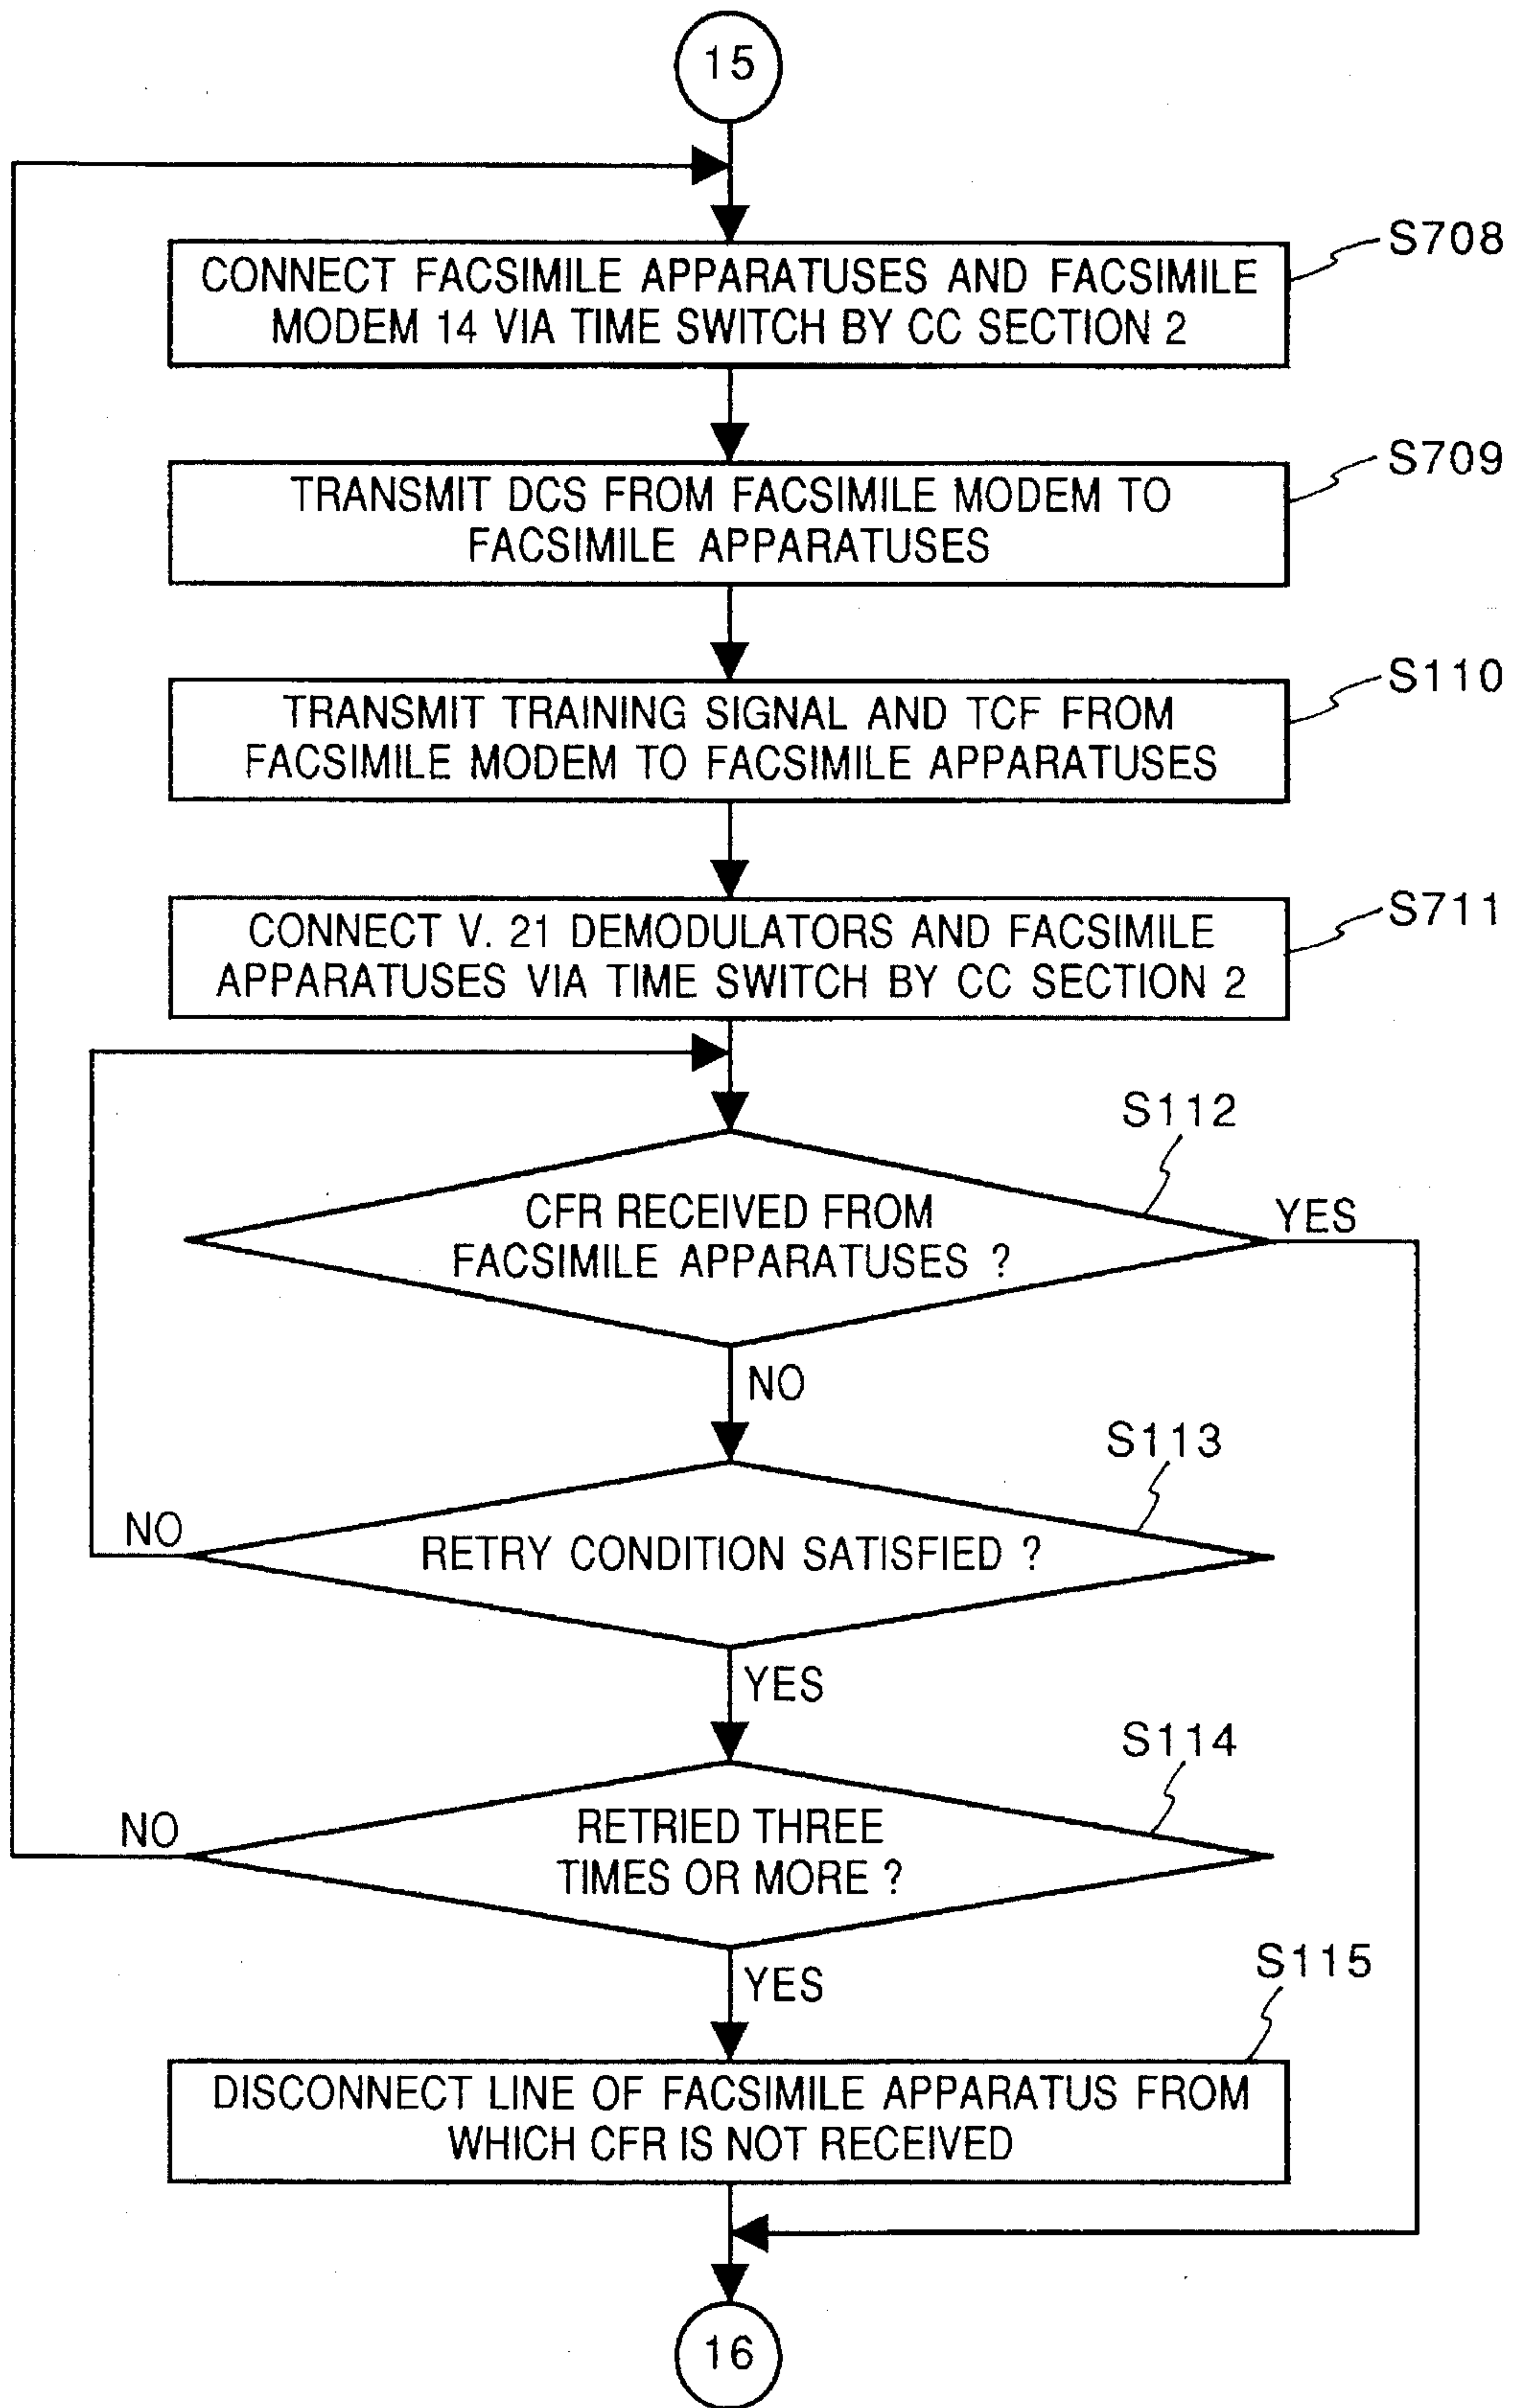 15
S708
CONNECT FACSIMILE APPARATUSES AND FACSIMILE
MODEM 14 VIA TIME SWITCH BY CC SECTION 2
S709
TRANSMIT DCS FROM FACSIMILE MODEM TO
FACSIMILE APPARATUSES
S110
TRANSMIT TRAINING SIGNAL AND TCF FROM
FACSIMILE MODEM TO FACSIMILE APPARATUSES
S711
CONNECT V. 21 DEMODULATORS AND FACSIMILE
APPARATUSES VIA TIME SWITCH BY CC SECTION 2
S112
CFR RECEIVED FROM
FACSIMILE APPARATUSES ?
YES
NO
S113
RETRY CONDITION SATISFIED ?
NO
YES
S114
RETRIED THREE
TIMES OR MORE ?
NO
YES
S115
DISCONNECT LINE OF FACSIMILE APPARATUS FROM
WHICH CFR IS NOT RECEIVED
16